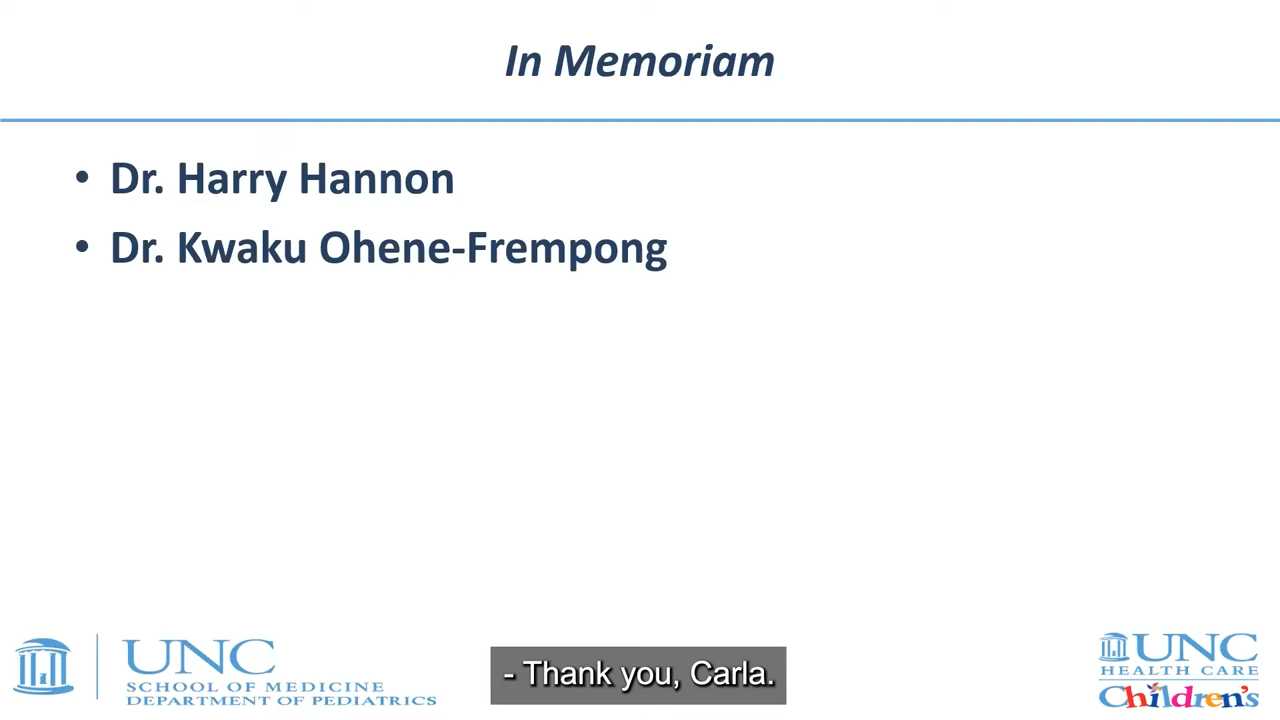 In Memoriam
• Dr. Harry Hannon
• Dr. Kwaku Ohene-Frempong
UNC
SCHOOL OF MEDICINE
DEPARTMENT OF PEDIATRICS
- Thank you, Carla.
UNC
HEALTH CARE
Children's